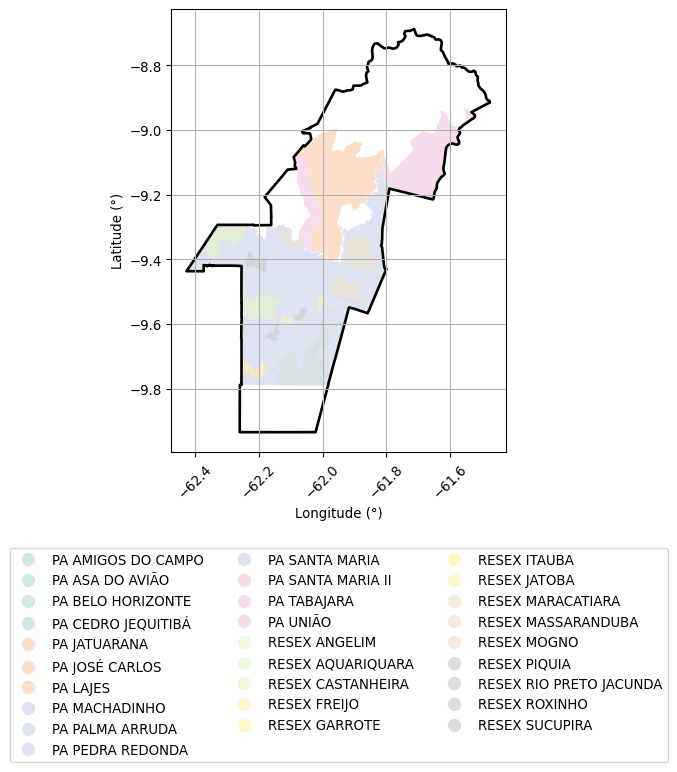 −8.8
−9.0
−9.2
−9.4
−9.6
−9.8
Latitude (°)
−62.4
−62.2
−62.0
−61.8
−61.6
Longitude (°)
PA AMIGOS DO CAMPO
PA ASA DO AVIÃO
PA BELO HORIZONTE
PA CEDRO JEQUITIBÁ
PA JATUARANA
PA JOSÉ CARLOS
PA LAJES
PA MACHADINHO
PA PALMA ARRUDA
PA PEDRA REDONDA
PA SANTA MARIA
PA SANTA MARIA II
PA TABAJARA
PA UNIÃO
RESEX ANGELIM
RESEX AQUARIQUARA
RESEX CASTANHEIRA
RESEX FREIJO
RESEX GARROTE
RESEX ITAUBA
RESEX JATOBA
RESEX MARACATIARA
RESEX MASSARANDUBA
RESEX MOGNO
RESEX PIQUIA
RESEX RIO PRETO JACUNDA
RESEX ROXINHO
RESEX SUCUPIRA